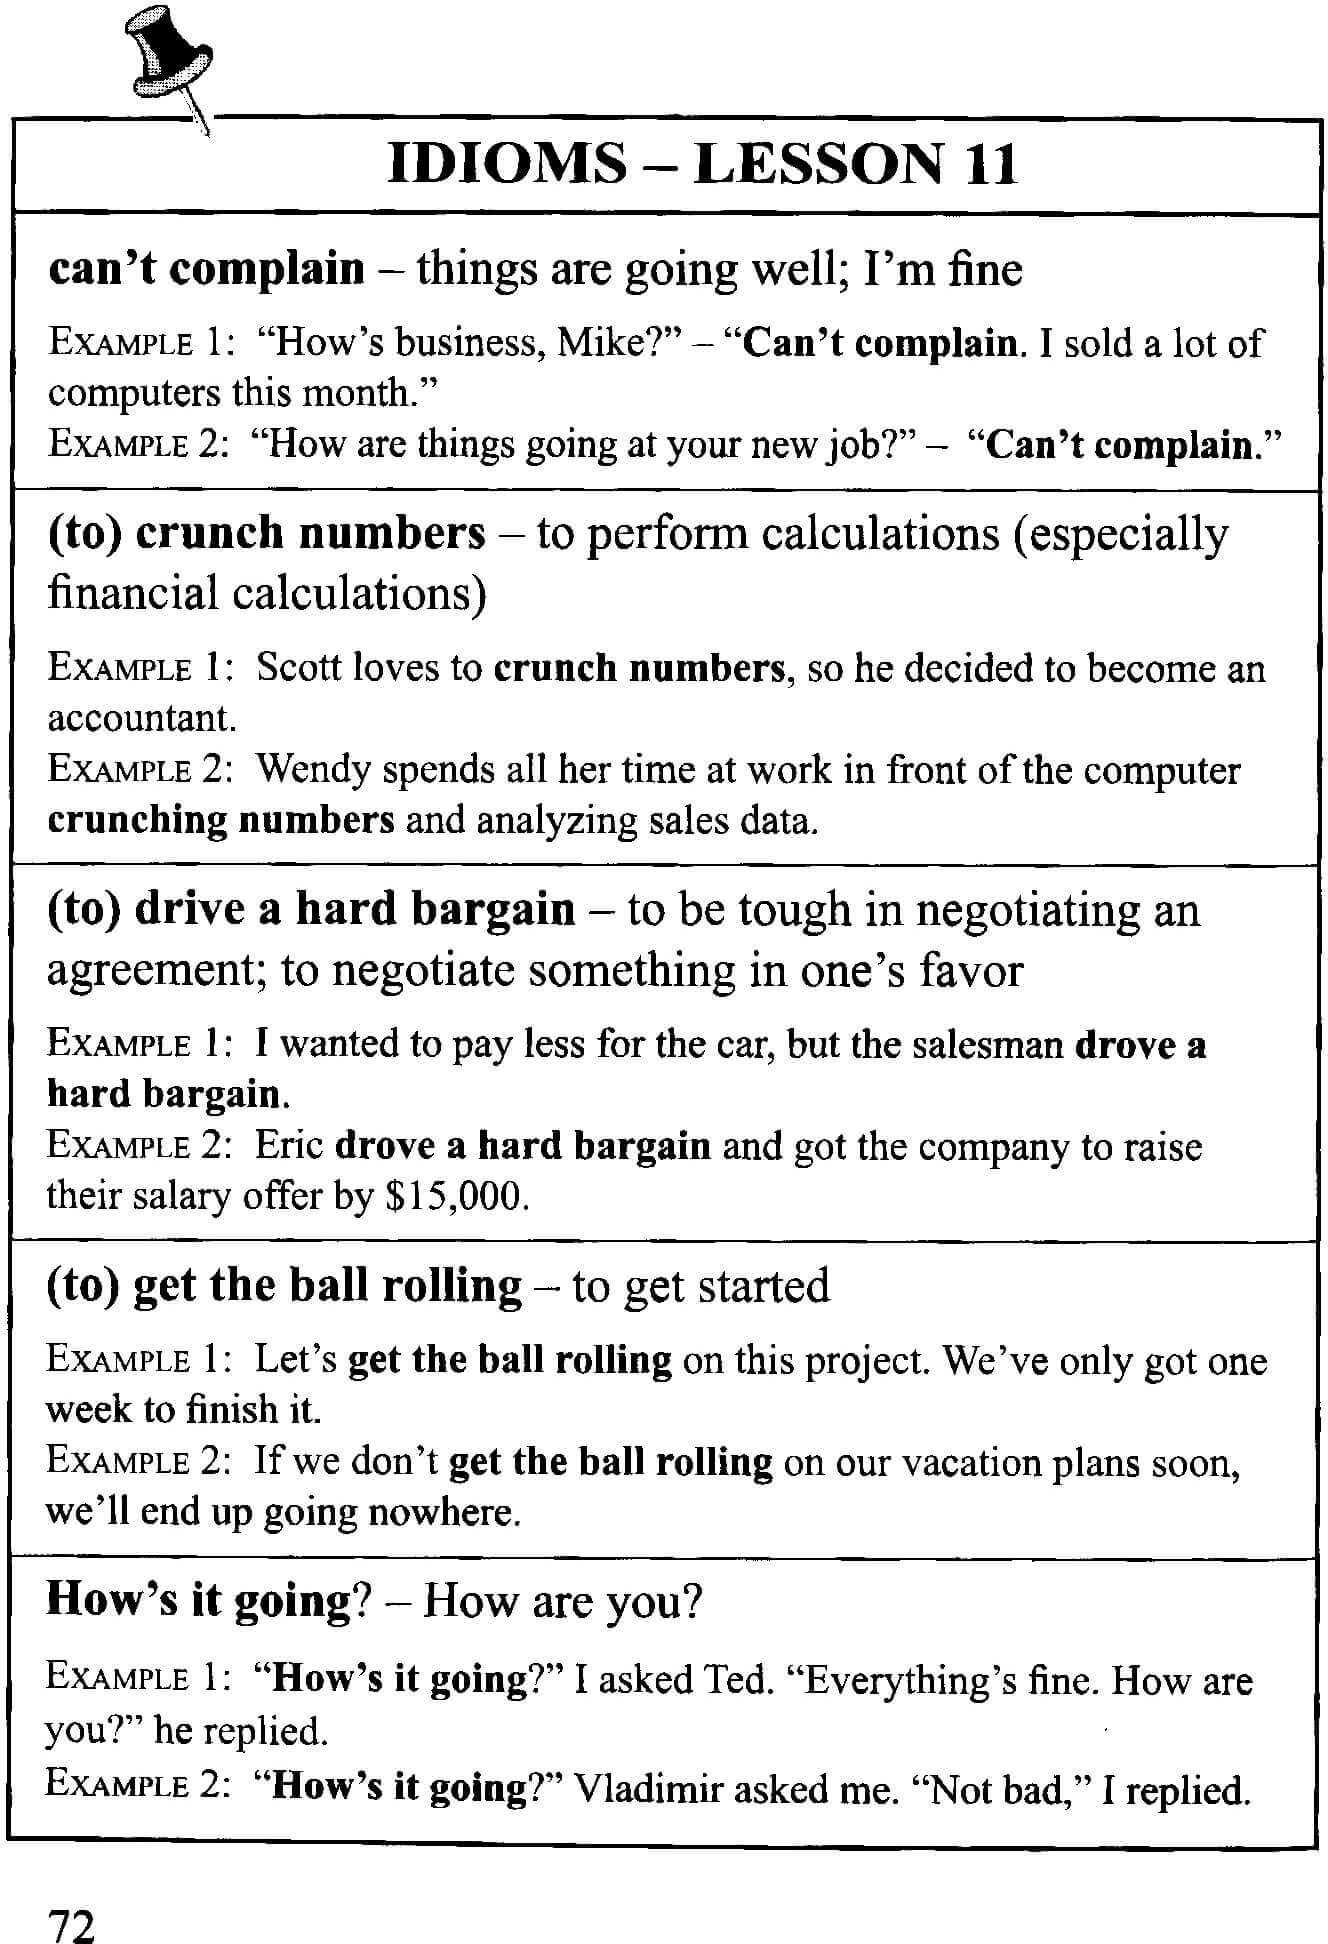 IDIOMS – LESSON 11
can't complain – things are going well; I'm fine
EXAMPLE 1: “How's business, Mike?” – “Can't complain. I sold a lot of
computers this month.”
EXAMPLE 2: “How are things going at your new job?” – “Can't complain.”
(to) crunch numbers – to perform calculations (especially
financial calculations)
EXAMPLE 1: Scott loves to crunch numbers, so he decided to become an
accountant.
EXAMPLE 2: Wendy spends all her time at work in front of the computer
crunching numbers and analyzing sales data.
(to) drive a hard bargain – to be tough in negotiating an
agreement; to negotiate something in one's favor
EXAMPLE 1: I wanted to pay less for the car, but the salesman drove a
hard bargain.
EXAMPLE 2: Eric drove a hard bargain and got the company to raise
their salary offer by $15,000.
(to) get the ball rolling – to get started
EXAMPLE 1: Let's get the ball rolling on this project. We've only got one
week to finish it.
EXAMPLE 2: If we don't get the ball rolling on our vacation plans soon,
we'll end up going nowhere.
How's it going? – How are you?
EXAMPLE 1: “How's it going?” I asked Ted. “Everything's fine. How are
you?” he replied.
EXAMPLE 2: “How's it going?” Vladimir asked me. “Not bad,” I replied.
72